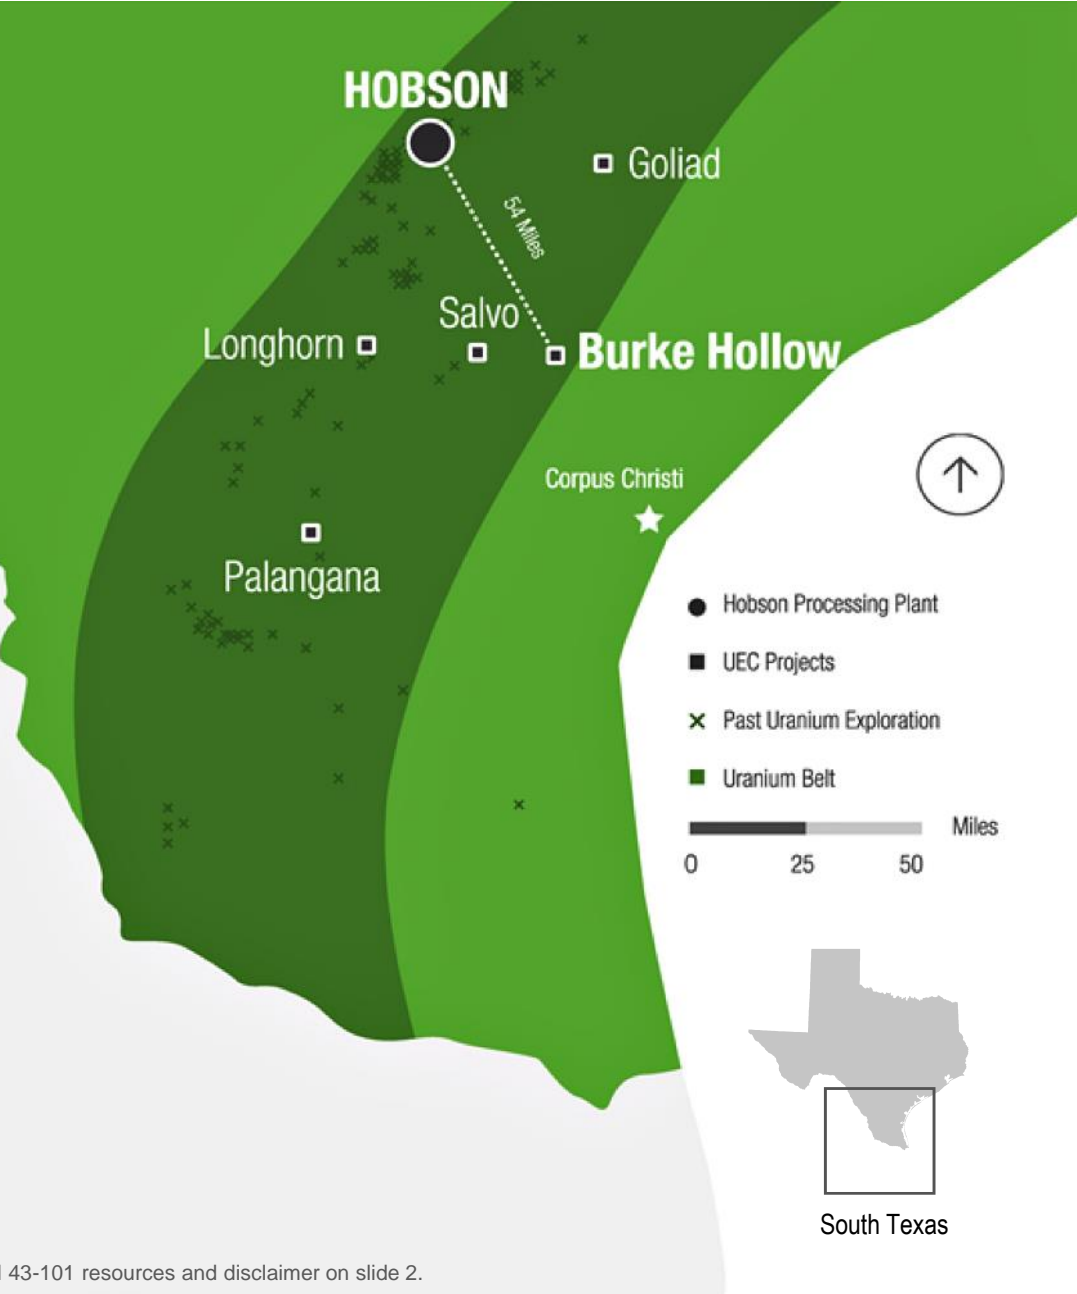 HOBSON
Goliad
54 Miles
Salvo
Longhorn
Burke Hollow
Corpus Christi
Palangana
Hobson Processing Plant
UEC Projects
Past Uranium Exploration
Uranium Belt
Miles
0 25 50
South Texas
43-101 resources and disclaimer on slide 2.